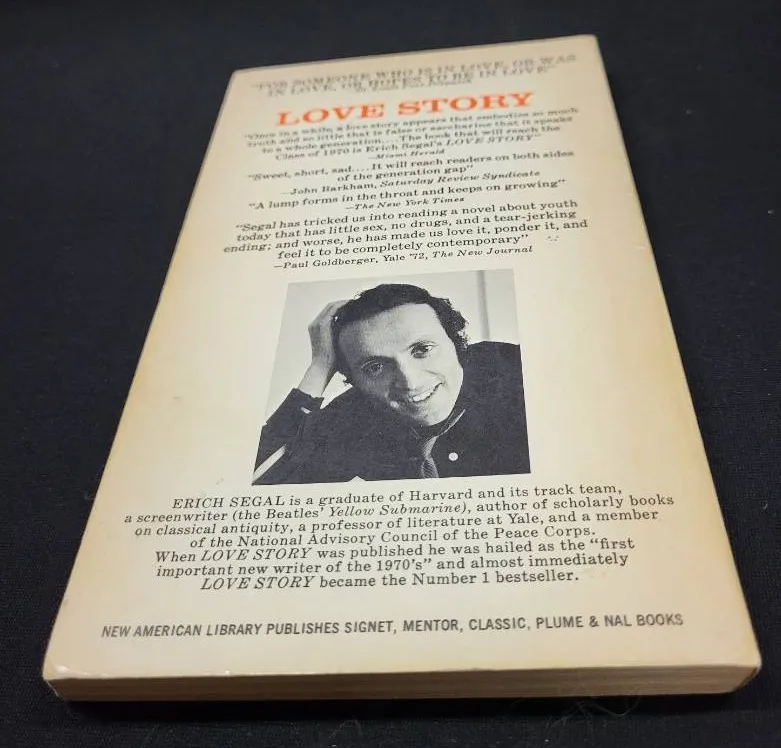 "FOR SOMEONE WHO IS IN LOVE, OR WAS
IN LOVE, OR HOPES TO BE IN LOVE"
LOVE STORY
"Once in a while, a love story appears that embodies so much
truth and so little that is false or saccharine that it speaks
to a whole generation....The book that will reach the
Class of 1970 is Erich Segal's LOVE STORY"
—Miami Herald
"Sweet, short, sad.... It will reach readers on both sides
of the generation gap"
—John Barkham, Saturday Review Syndicate
"A lump forms in the throat and keeps on growing"
—The New York Times
"Segal has tricked us into reading a novel about youth
today that has little sex, no drugs, and a tear-jerking
ending; and worse, he has made us love it, ponder it, and
feel it to be completely contemporary"
—Paul Goldberger, Yale '72, The New Journal
ERICH SEGAL is a graduate of Harvard and its track team,
a screenwriter (the Beatles' Yellow Submarine), author of scholarly books
on classical antiquity, a professor of literature at Yale, and a member
of the National Advisory Council of the Peace Corps.
When LOVE STORY was published he was hailed as the "first
important new writer of the 1970's" and almost immediately
LOVE STORY became the Number 1 bestseller.
NEW AMERICAN LIBRARY PUBLISHES SIGNET, MENTOR, CLASSIC, PLUME & NAL BOOKS